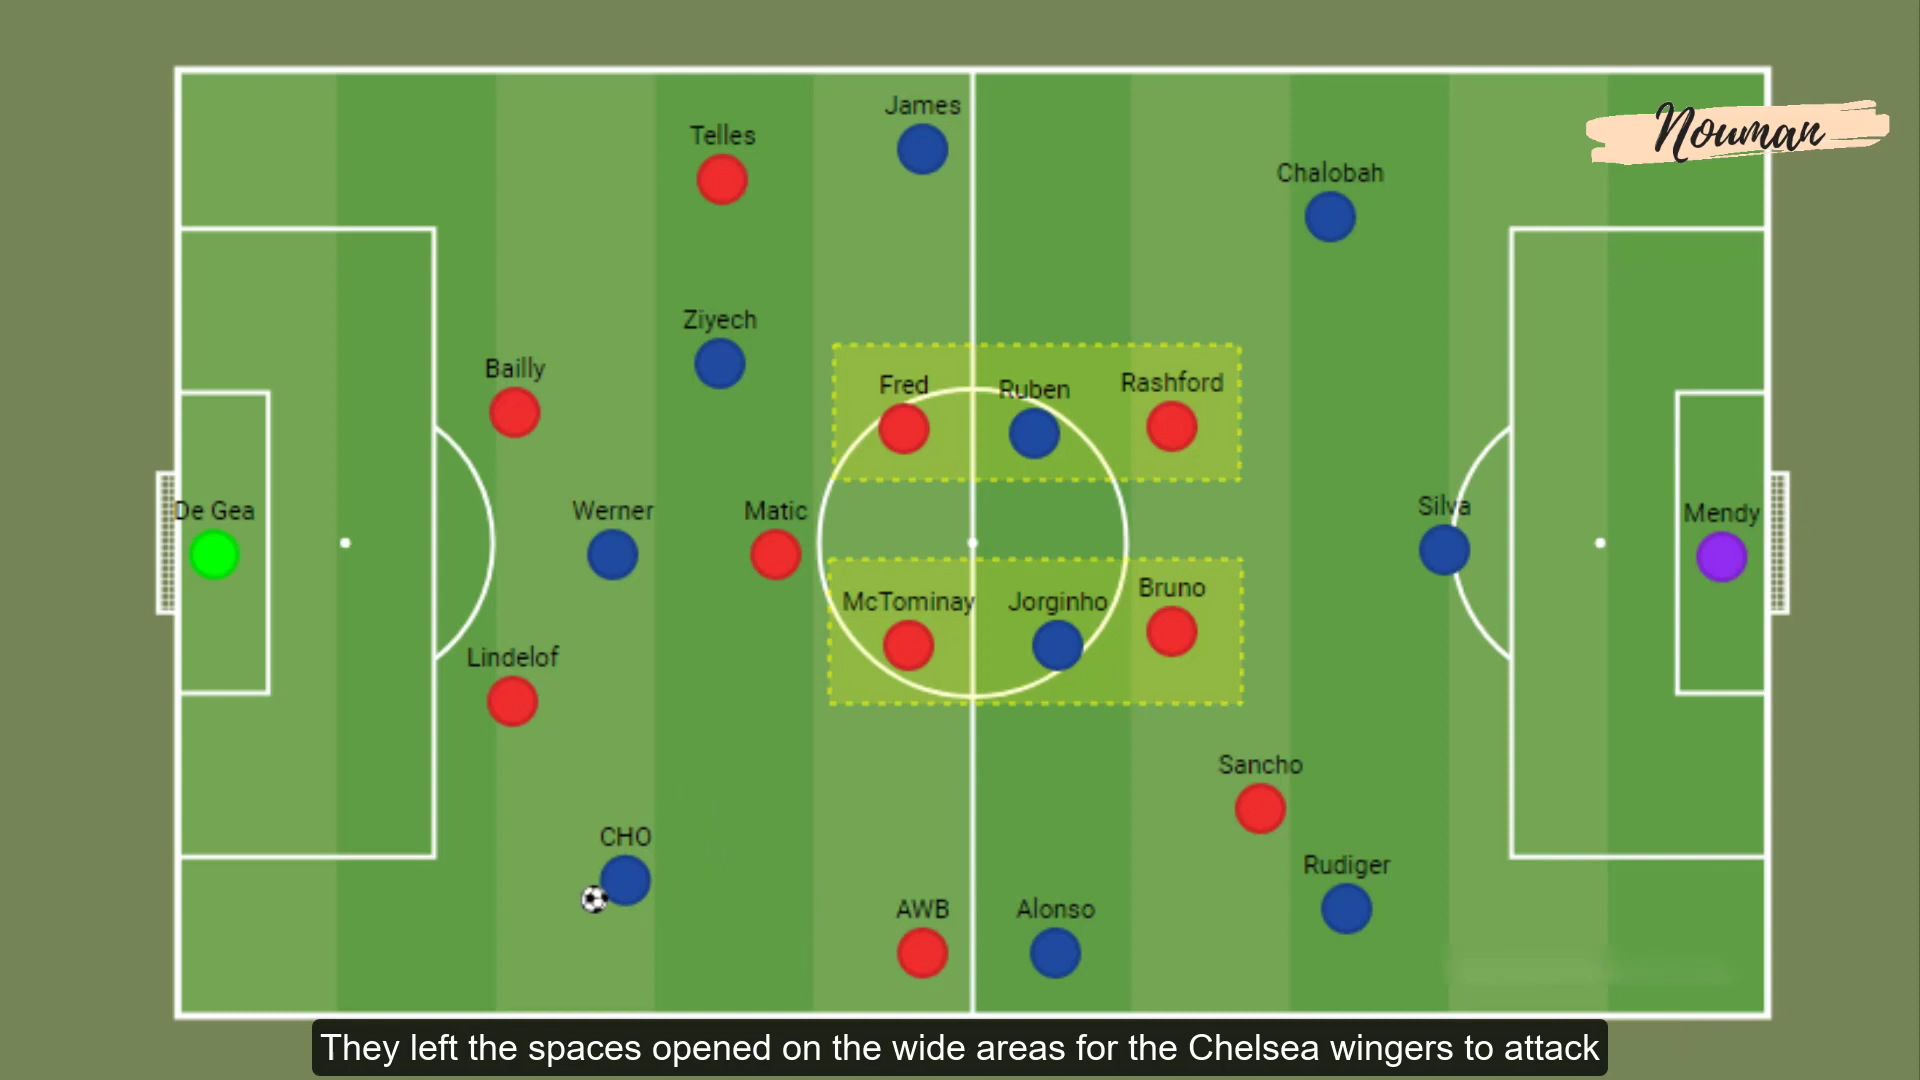 James
Nouman
Telles
Chalobah
Ziyech
Bailly
Fred
Ruben
Rashford
De Gea
Werner
Matic
Silva
Mendy
McTominay
Jorginho
Bruno
Lindelof
Sancho
CHO
Rudiger
AWB
Alonso
They left the spaces opened on the wide areas for the Chelsea wingers to attack